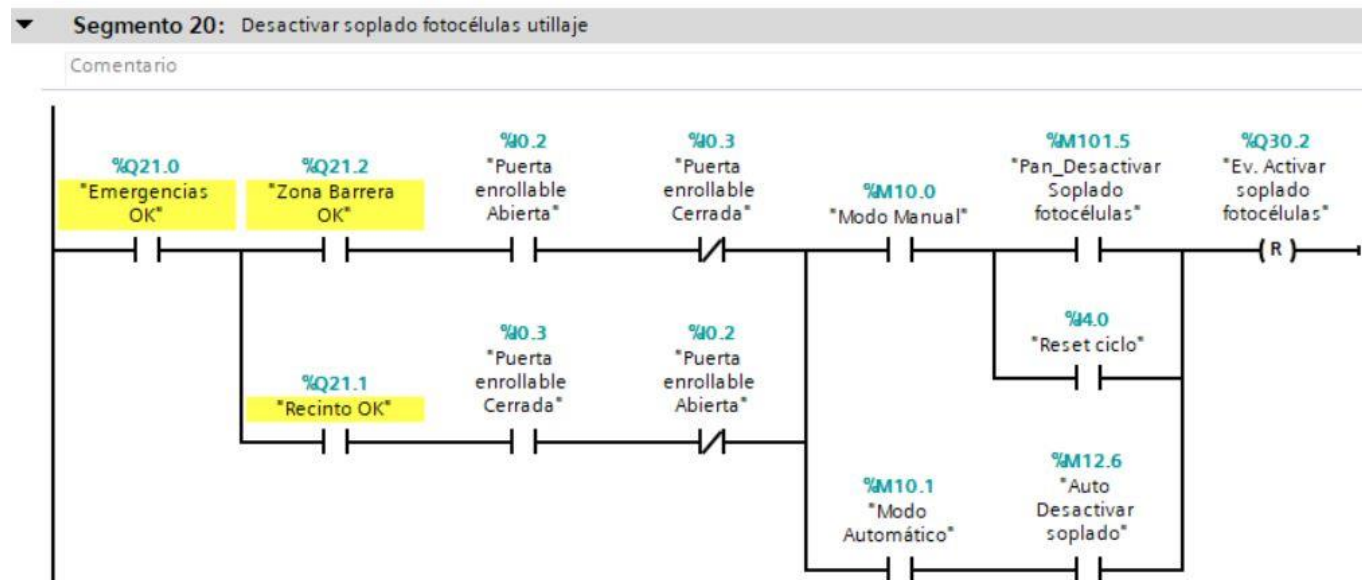 Segmento 20: Desactivar soplado fotocélulas utillaje
Comentario
%Q21.0
"Emergencias
OK"
%Q21.2
"Zona Barrera
OK"
%I0.2
"Puerta
enrollable
Abierta"
%I0.3
"Puerta
enrollable
Cerrada"
%M10.0
"Modo Manual"
%M101.5
"Pan_Desactivar
Soplado
fotocélulas"
%Q30.2
"Ev. Activar
soplado
fotocélulas"
R
%I4.0
"Reset ciclo"
%Q21.1
"Recinto OK"
%I0.3
"Puerta
enrollable
Cerrada"
%I0.2
"Puerta
enrollable
Abierta"
%M10.1
"Modo
Automático"
%M12.6
"Auto
Desactivar
soplado"